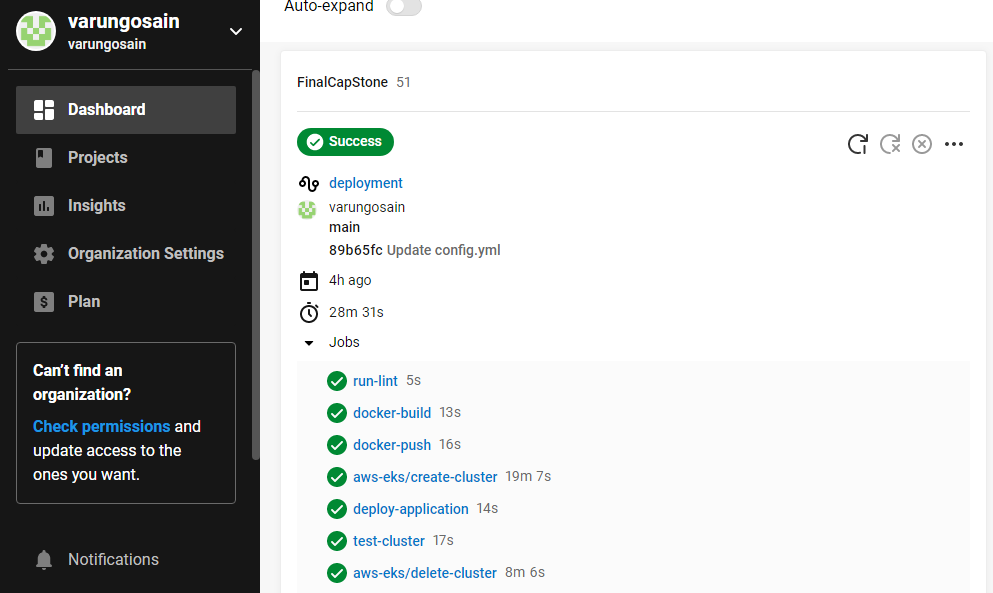 varungosain
varungosain
Dashboard
Projects
Insights
Organization Settings
Plan
Can't find an
organization?
Check permissions and
update access to the
ones you want.
Notifications
Auto-expand
FinalCapStone 51
Success
deployment
varungosain
main
89b65fc Update config.yml
4h ago
28m 31s
Jobs
run-lint 5s
docker-build 13s
docker-push 16s
aws-eks/create-cluster 19m 7s
deploy-application 14s
test-cluster 17s
aws-eks/delete-cluster 8m 6s